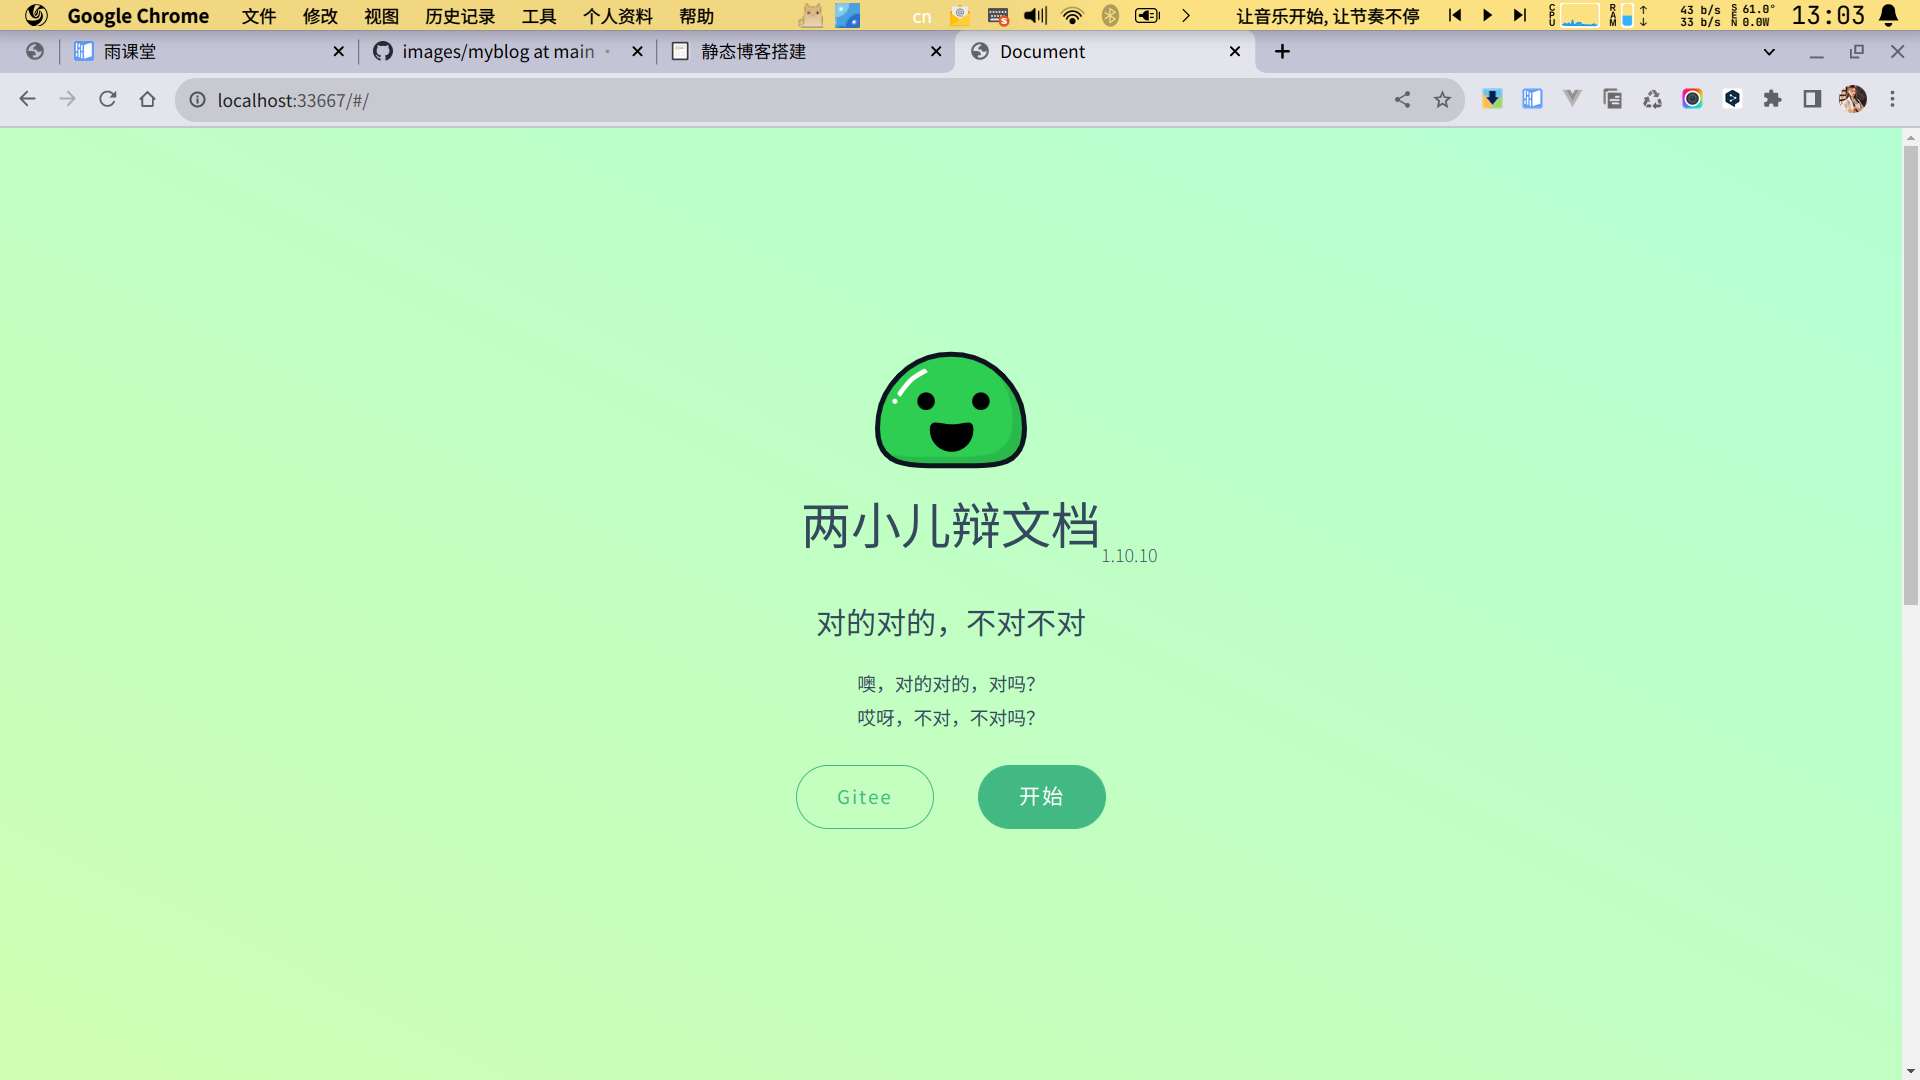 Google Chrome 文件 修改 视图 历史记录 工具 个人资料 帮助 cn 让音乐开始, 让节奏不停 CPU RAM ↑ ↓ 43 b/s 33 b/s SEN 61.0° 0.0W 13:03
雨课堂 images/myblog at main · 静态博客搭建 Document
localhost:33667/#/
两小儿辩文档 1.10.10
对的对的，不对不对
噢，对的对的，对吗？
哎呀，不对，不对吗？
Gitee 开始